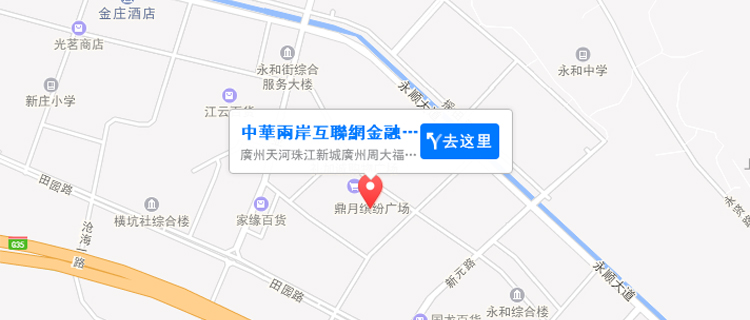 金庄酒店
光茗商店
永和街综合
服务大楼
永和中学
新庄小学
江云百货
永顺大道
中華兩岸互聯網金融…
廣州天河珠江新城廣州周大福…
去这里
田园路
横坑社综合楼
家缘百货
鼎月缤纷广场
沧海一路
G35
田园路
新元路
永顺大道
永和综合楼